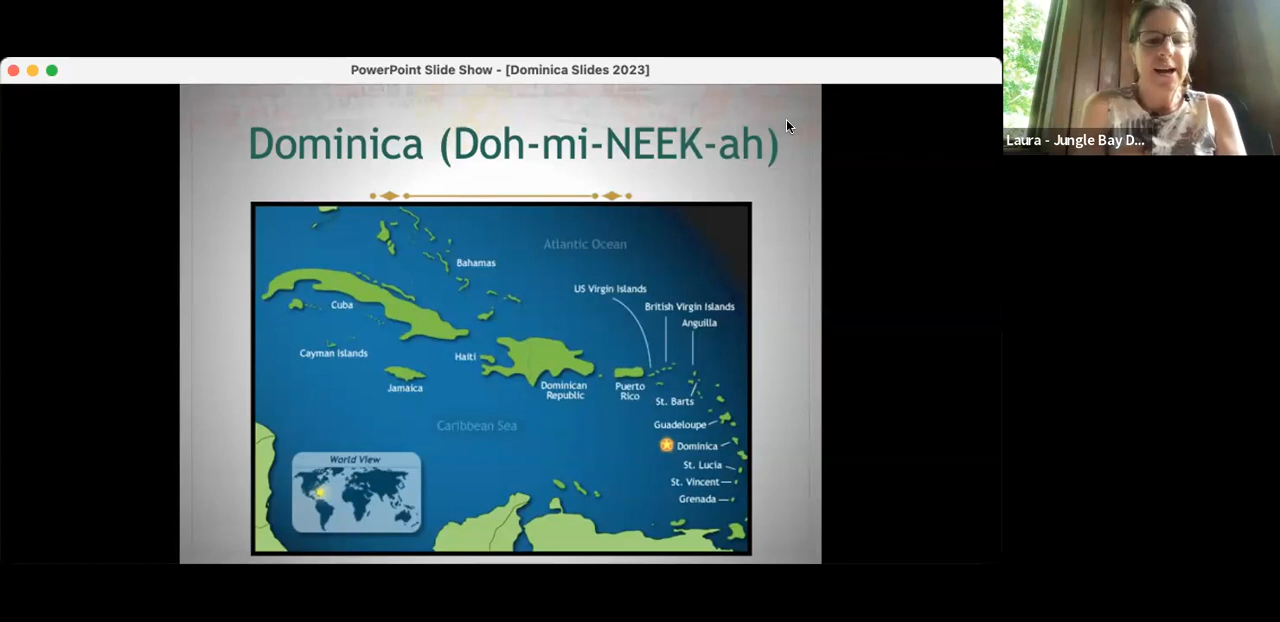 PowerPoint Slide Show - [Dominica Slides 2023]
Laura - Jungle Bay D...
Dominica (Doh-mi-NEEK-ah)
Atlantic Ocean
Bahamas
US Virgin Islands
British Virgin Islands
Anguilla
Cuba
Cayman Islands
Haiti
Jamaica
Dominican
Republic
Puerto
Rico
St. Barts
Guadeloupe
Caribbean Sea
Dominica
World View
St. Lucia
St. Vincent
Grenada